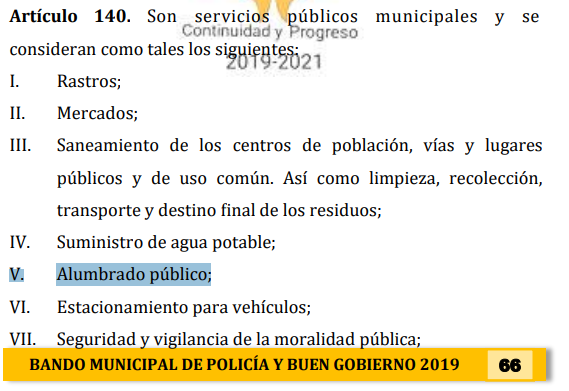 Artículo 140. Son servicios públicos municipales y se
Continuidad y Progreso
consideran como tales los siguientes:
2019-2021
I. Rastros;
II. Mercados;
III. Saneamiento de los centros de población, vías y lugares
públicos y de uso común. Así como limpieza, recolección,
transporte y destino final de los residuos;
IV. Suministro de agua potable;
V. Alumbrado público;
VI. Estacionamiento para vehículos;
VII. Seguridad y vigilancia de la moralidad pública;
BANDO MUNICIPAL DE POLICÍA Y BUEN GOBIERNO 2019 66